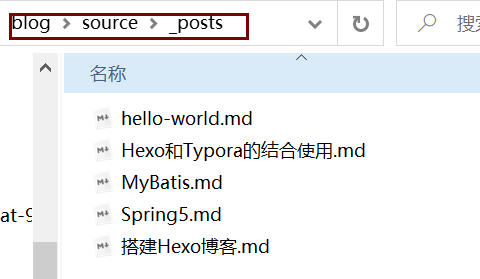 blog > source > _posts
搜索
名称
hello-world.md
Hexo和Typora的结合使用.md
MyBatis.md
Spring5.md
at-9
搭建Hexo博客.md